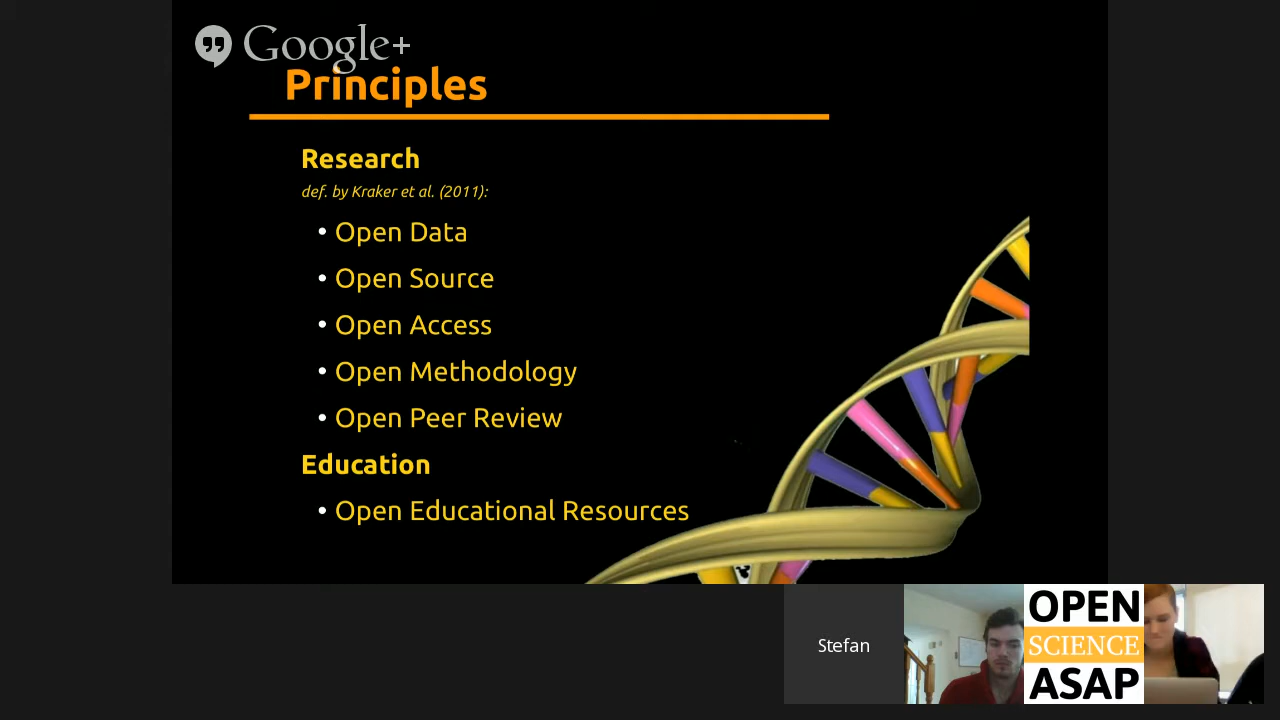 Google+
Principles
Research
def. by Kraker et al. (2011):
• Open Data
• Open Source
• Open Access
• Open Methodology
• Open Peer Review
Education
• Open Educational Resources
Stefan
OPEN
SCIENCE
ASAP